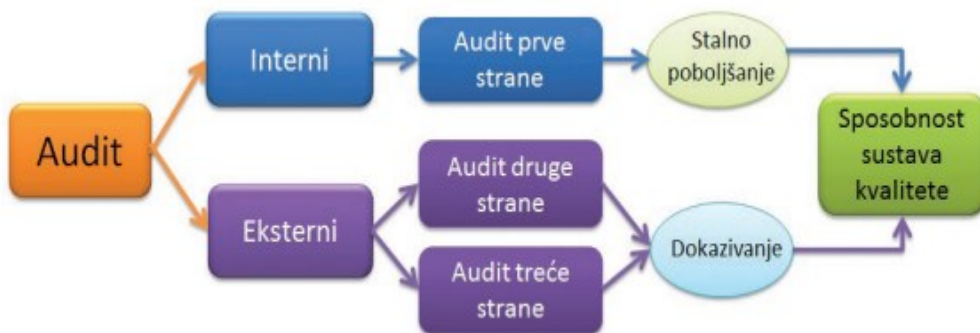 Audit
Interni
Audit prve
strane
Stalno
poboljšanje
Eksterni
Audit druge
strane
Audit treće
strane
Dokazivanje
Sposobnost
sustava
kvalitete